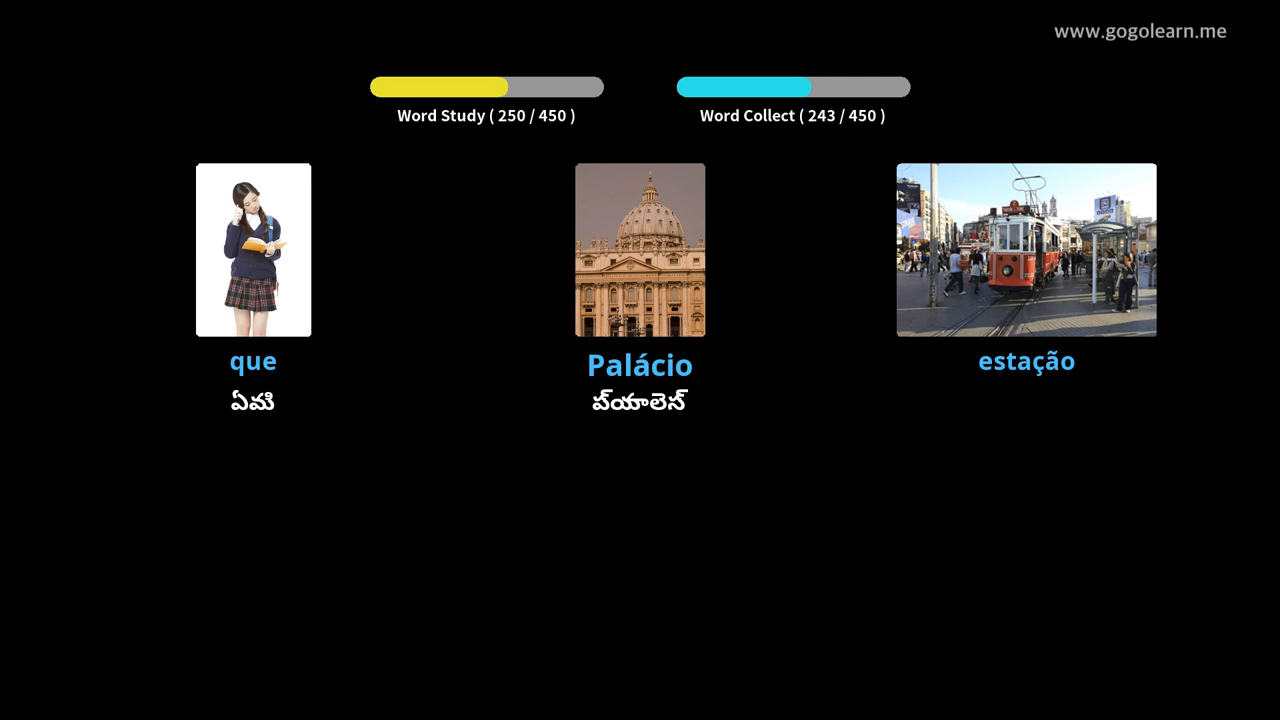 www.gogolearn.me
Word Study ( 250 / 450 )
Word Collect ( 243 / 450 )
que
Palácio
estação
ఏమి
ప్యాలెస్